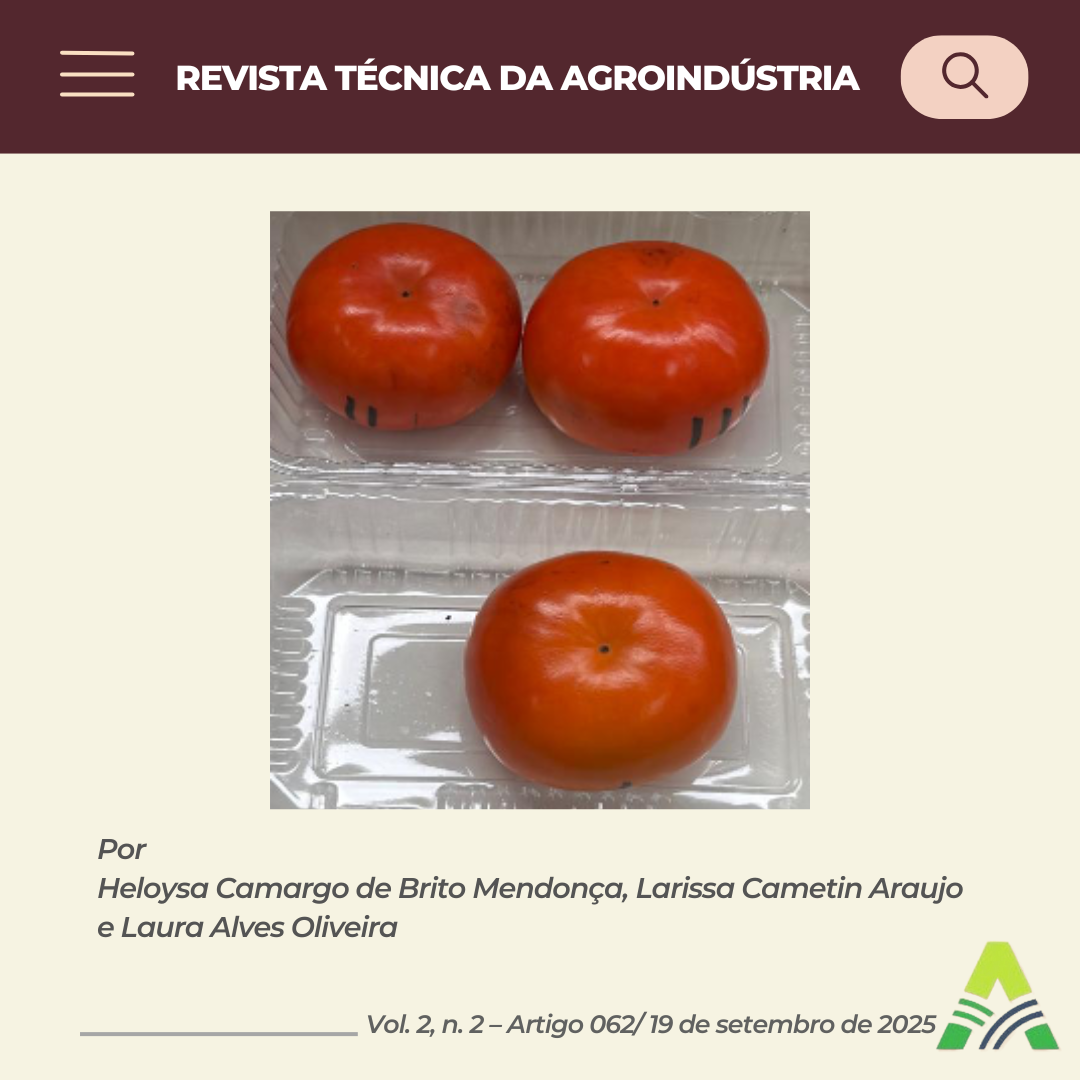 REVISTA TÉCNICA DA AGROINDÚSTRIA
Por
Heloysa Camargo de Brito Mendonça, Larissa Cametin Araujo
e Laura Alves Oliveira
Vol. 2, n. 2 – Artigo 062/ 19 de setembro de 2025